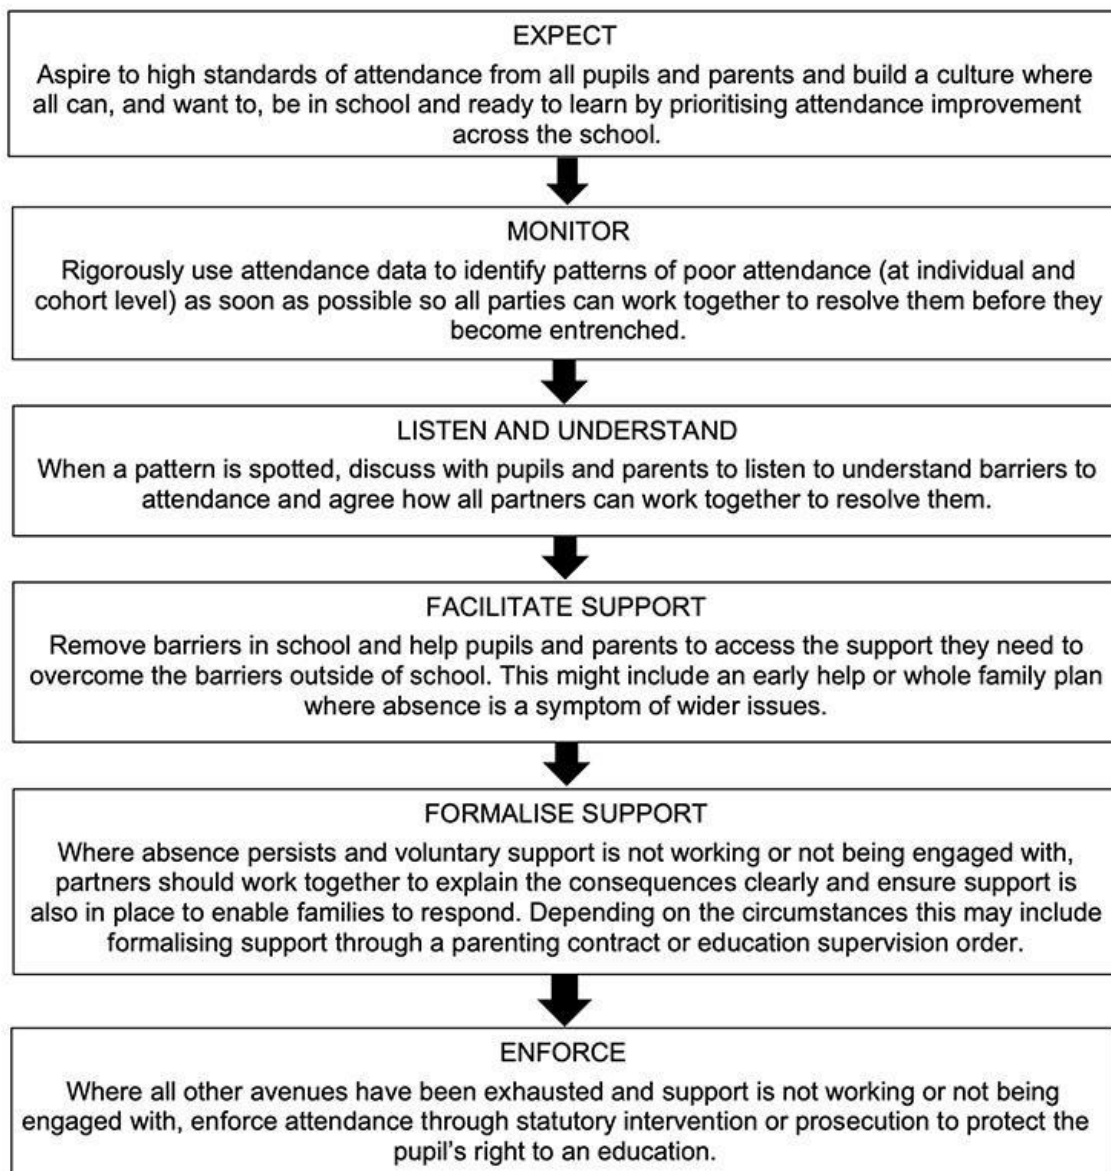 EXPECT
Aspire to high standards of attendance from all pupils and parents and build a culture where
all can, and want to, be in school and ready to learn by prioritising attendance improvement
across the school.
MONITOR
Rigorously use attendance data to identify patterns of poor attendance (at individual and
cohort level) as soon as possible so all parties can work together to resolve them before they
become entrenched.
LISTEN AND UNDERSTAND
When a pattern is spotted, discuss with pupils and parents to listen to understand barriers to
attendance and agree how all partners can work together to resolve them.
FACILITATE SUPPORT
Remove barriers in school and help pupils and parents to access the support they need to
overcome the barriers outside of school. This might include an early help or whole family plan
where absence is a symptom of wider issues.
FORMALISE SUPPORT
Where absence persists and voluntary support is not working or not being engaged with,
partners should work together to explain the consequences clearly and ensure support is
also in place to enable families to respond. Depending on the circumstances this may include
formalising support through a parenting contract or education supervision order.
ENFORCE
Where all other avenues have been exhausted and support is not working or not being
engaged with, enforce attendance through statutory intervention or prosecution to protect the
pupil's right to an education.